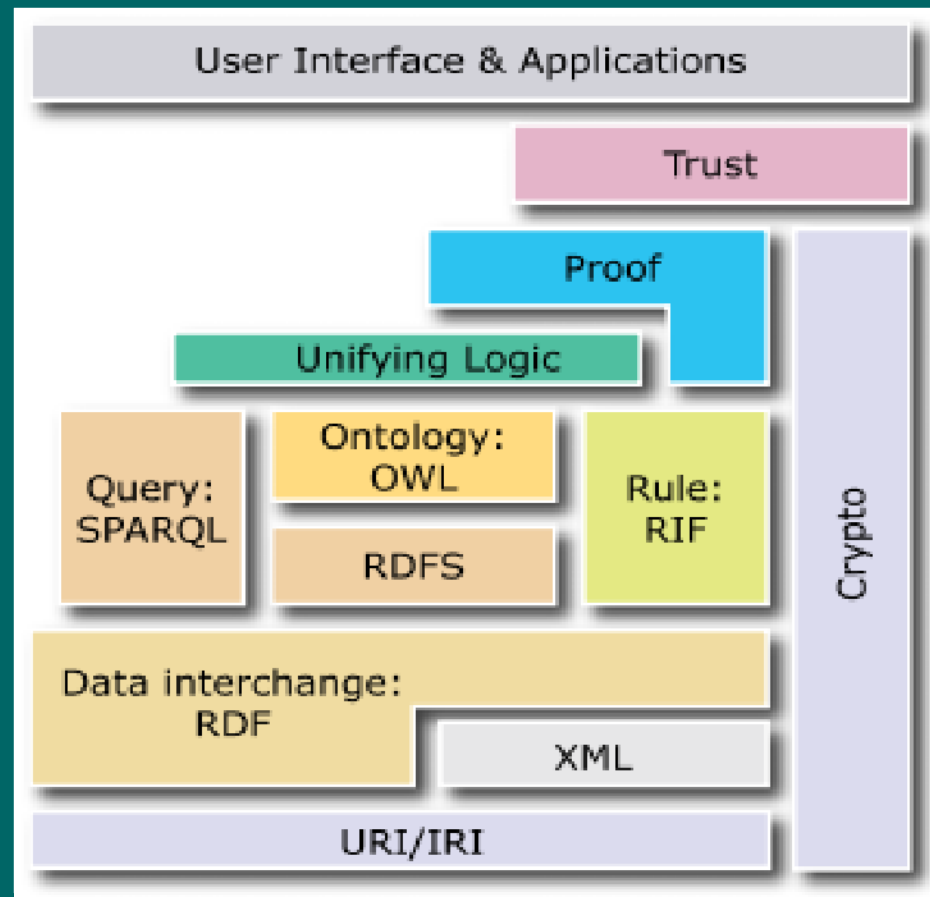 User Interface & Applications
Trust
Proof
Unifying Logic
Query:
SPARQL
Ontology:
OWL
RDFS
Rule:
RIF
Crypto
Data interchange:
RDF
XML
URI/IRI